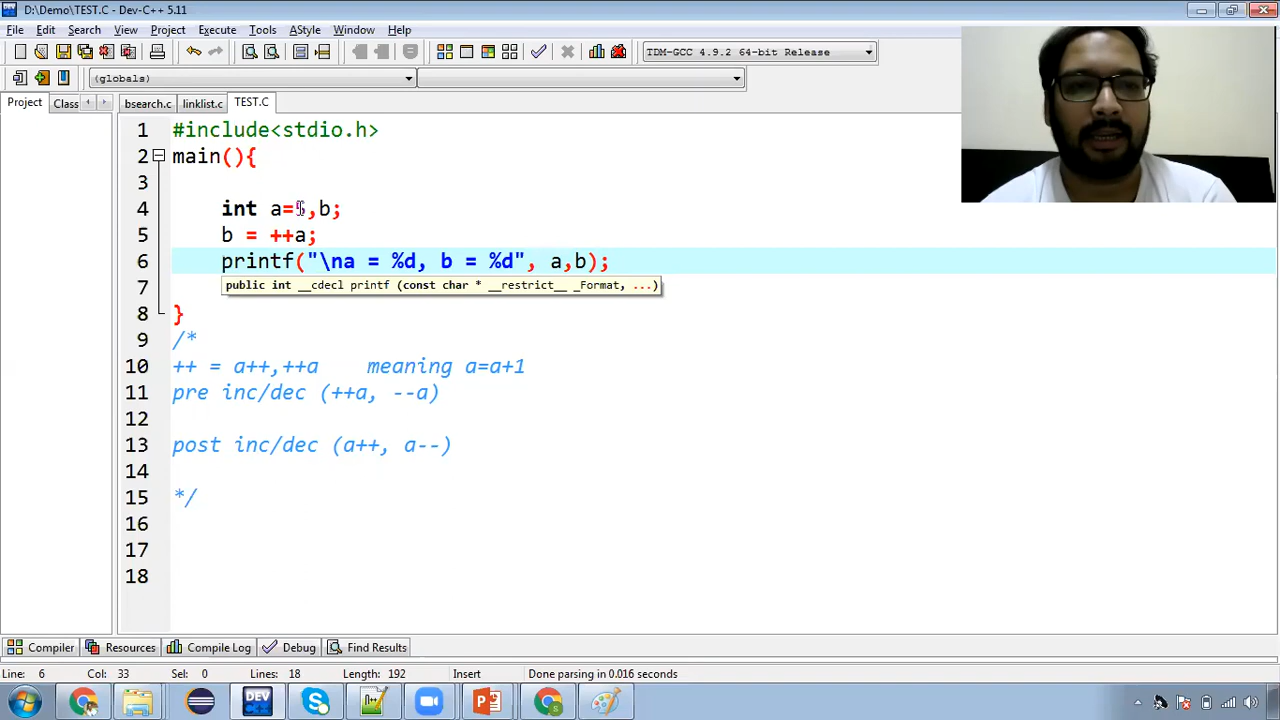 D:\Demo\TEST.C - Dev-C++ 5.11
File Edit Search View Project Execute Tools AStyle Window Help
TDM-GCC 4.9.2 64-bit Release
(globals)
Project Class bsearch.c linklist.c TEST.C
1 #include<stdio.h>
2 main(){
3
4 int a= ,b;
5 b = ++a;
6 printf("\na = %d, b = %d", a,b);
public int __cdecl printf (const char * __restrict__ _Format, ...)
7
8 }
9 /*
10 ++ = a++,++a meaning a=a+1
11 pre inc/dec (++a, --a)
12
13 post inc/dec (a++, a--)
14
15 */
16
17
18
Compiler Resources Compile Log Debug Find Results
Line: 6 Col: 33 Sel: 0 Lines: 18 Length: 192 Insert Done parsing in 0.016 seconds
DEV